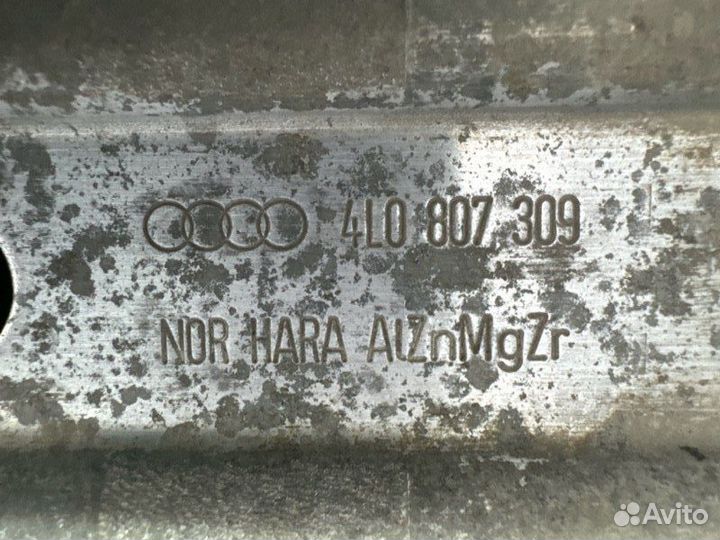 4L0 807 309
NDR HARA AlZnMgZr
Avito